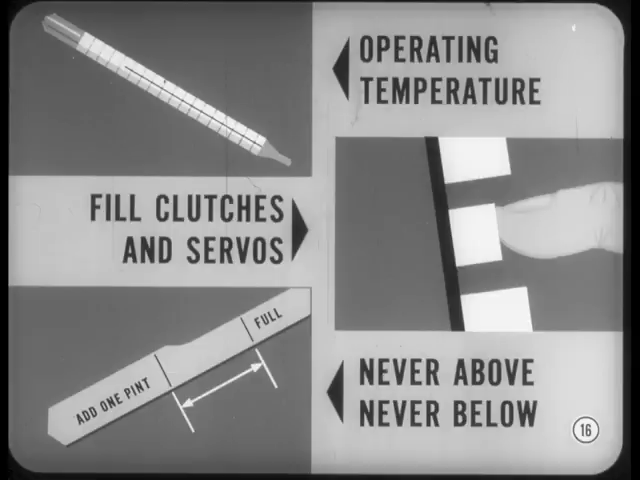 OPERATING
TEMPERATURE
FILL CLUTCHES
AND SERVOS
FULL
ADD ONE PINT
NEVER ABOVE
NEVER BELOW
16